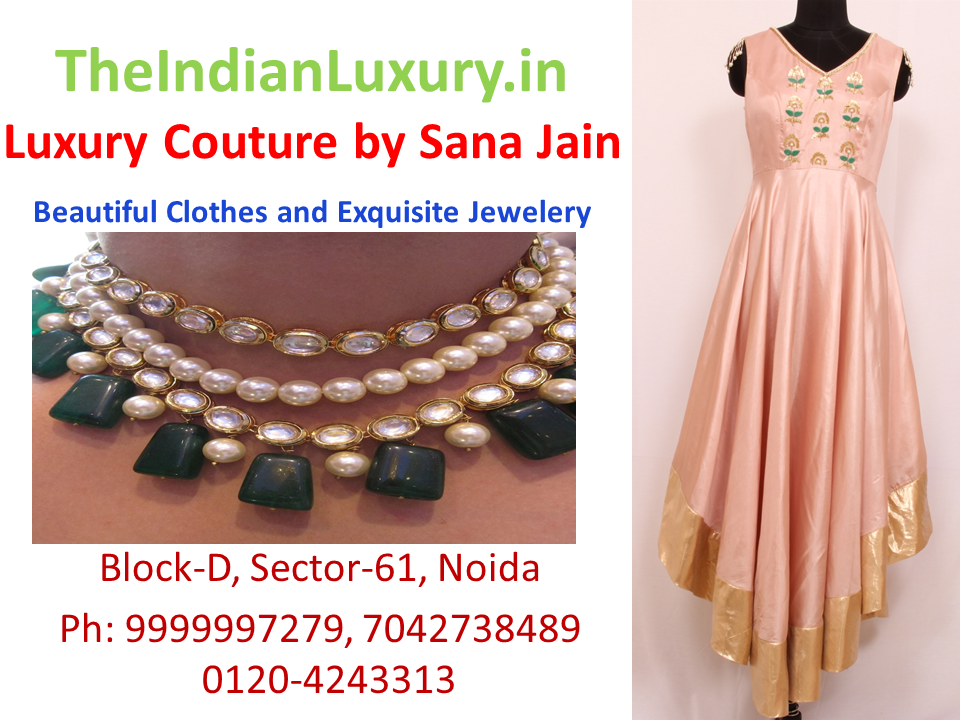 TheIndianLuxury.in
Luxury Couture by Sana Jain
Beautiful Clothes and Exquisite Jewelery
Block-D, Sector-61, Noida
Ph: 9999997279, 7042738489
0120-4243313